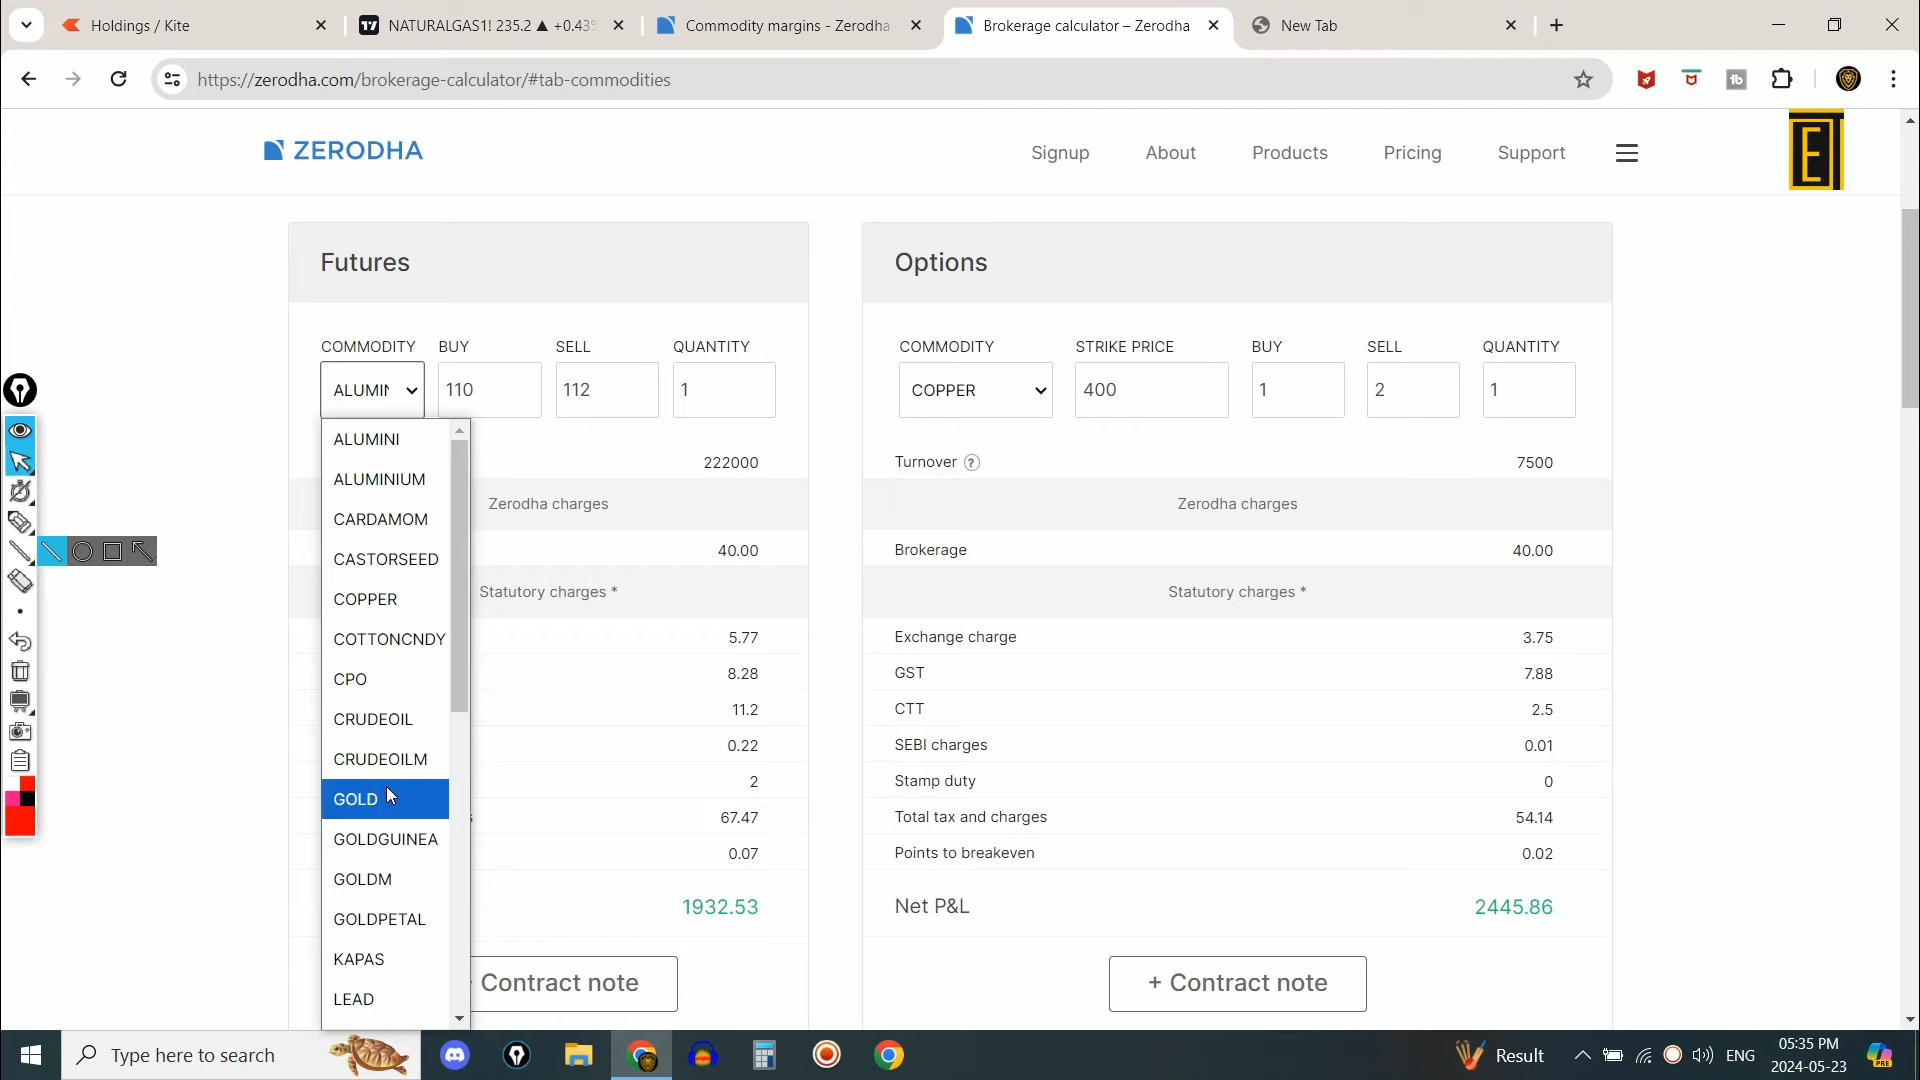 Holdings / Kite
NATURALGAS1! 235.2 ▲ +0.43%
Commodity margins - Zerodha
Brokerage calculator – Zerodha
New Tab
https://zerodha.com/brokerage-calculator/#tab-commodities
ZERODHA
Signup
About
Products
Pricing
Support
E
Futures
COMMODITY BUY SELL QUANTITY
ALUMIN 110 112 1
ALUMINI
ALUMINIUM
CARDAMOM
CASTORSEED
COPPER
COTTONCNDY
CPO
CRUDEOIL
CRUDEOILM
GOLD
GOLDGUINEA
GOLDM
GOLDPETAL
KAPAS
LEAD
222000
Zerodha charges
40.00
Statutory charges *
5.77
8.28
11.2
0.22
2
67.47
0.07
1932.53
Contract note
Options
COMMODITY STRIKE PRICE BUY SELL QUANTITY
COPPER 400 1 2 1
Turnover ? 7500
Zerodha charges
Brokerage 40.00
Statutory charges *
Exchange charge 3.75
GST 7.88
CTT 2.5
SEBI charges 0.01
Stamp duty 0
Total tax and charges 54.14
Points to breakeven 0.02
Net P&L 2445.86
+ Contract note
Type here to search
Result
ENG
05:35 PM
2024-05-23
PRE